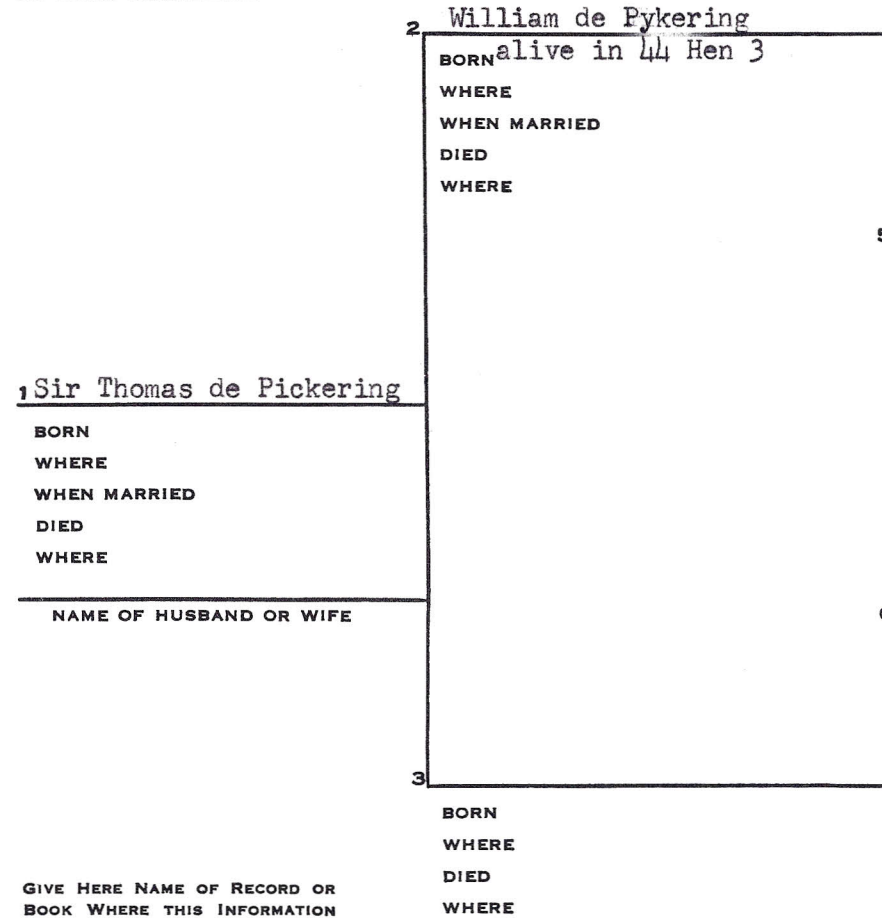 2 William de Pykering
BORN alive in 44 Hen 3
WHERE
WHEN MARRIED
DIED
WHERE
1 Sir Thomas de Pickering
BORN
WHERE
WHEN MARRIED
DIED
WHERE
NAME OF HUSBAND OR WIFE
3
BORN
WHERE
DIED
WHERE
GIVE HERE NAME OF RECORD OR
BOOK WHERE THIS INFORMATION